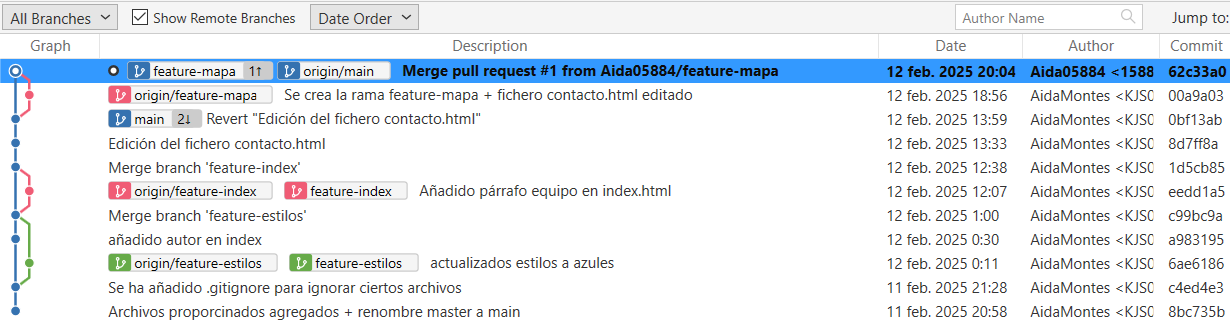 All Branches Show Remote Branches Date Order Author Name Jump to:
Graph Description Date Author Commit
feature-mapa 1↑ origin/main Merge pull request #1 from Aida05884/feature-mapa 12 feb. 2025 20:04 Aida05884 <1588 62c33a0
origin/feature-mapa Se crea la rama feature-mapa + fichero contacto.html editado 12 feb. 2025 18:56 AidaMontes <KJS0 00a9a03
main 2↓ Revert "Edición del fichero contacto.html" 12 feb. 2025 13:59 AidaMontes <KJS0 0bf13ab
Edición del fichero contacto.html 12 feb. 2025 13:33 AidaMontes <KJS0 8d7ff8a
Merge branch 'feature-index' 12 feb. 2025 12:38 AidaMontes <KJS0 1d5cb85
origin/feature-index feature-index Añadido párrafo equipo en index.html 12 feb. 2025 12:07 AidaMontes <KJS0 eedd1a5
Merge branch 'feature-estilos' 12 feb. 2025 1:00 AidaMontes <KJS0 c99bc9a
añadido autor en index 12 feb. 2025 0:30 AidaMontes <KJS0 a983195
origin/feature-estilos feature-estilos actualizados estilos a azules 12 feb. 2025 0:11 AidaMontes <KJS0 6ae6186
Se ha añadido .gitignore para ignorar ciertos archivos 11 feb. 2025 21:28 AidaMontes <KJS0 c4ed4e3
Archivos proporcinados agregados + renombre master a main 11 feb. 2025 20:58 AidaMontes <KJS0 8bc735b